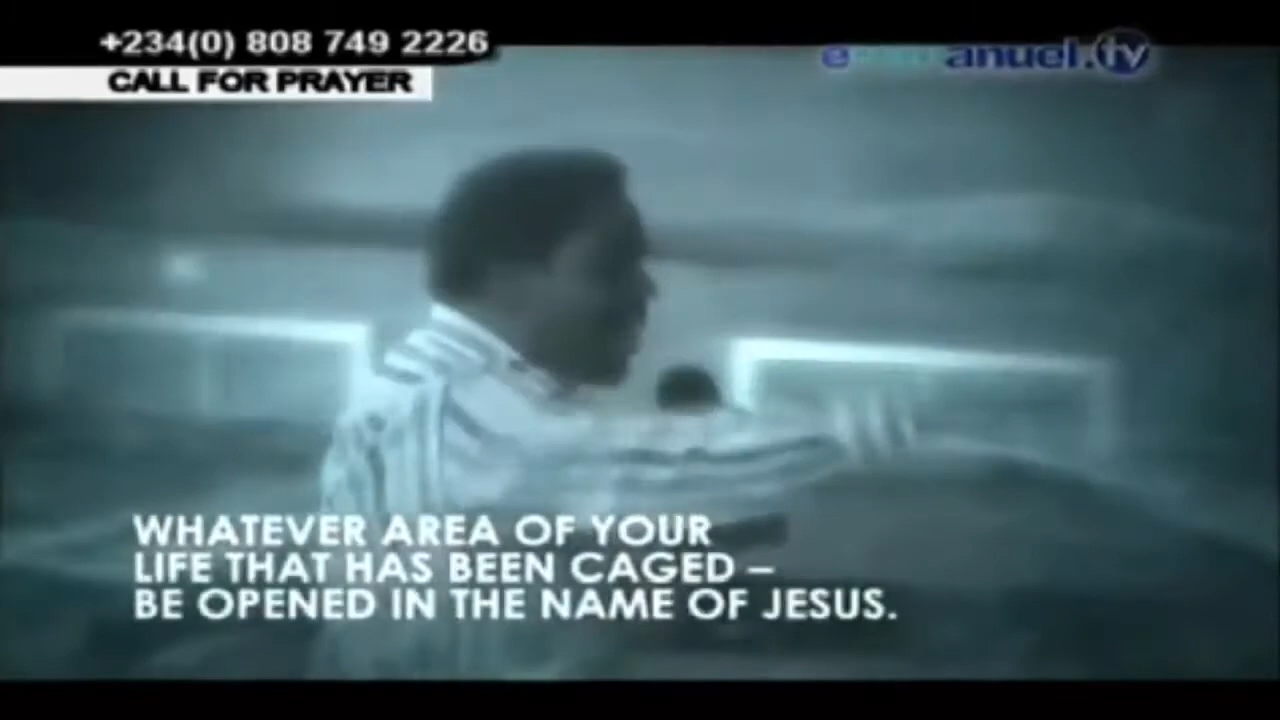 +234(0) 808 749 2226
CALL FOR PRAYER
anuel.tv
WHATEVER AREA OF YOUR
LIFE THAT HAS BEEN CAGED –
BE OPENED IN THE NAME OF JESUS.